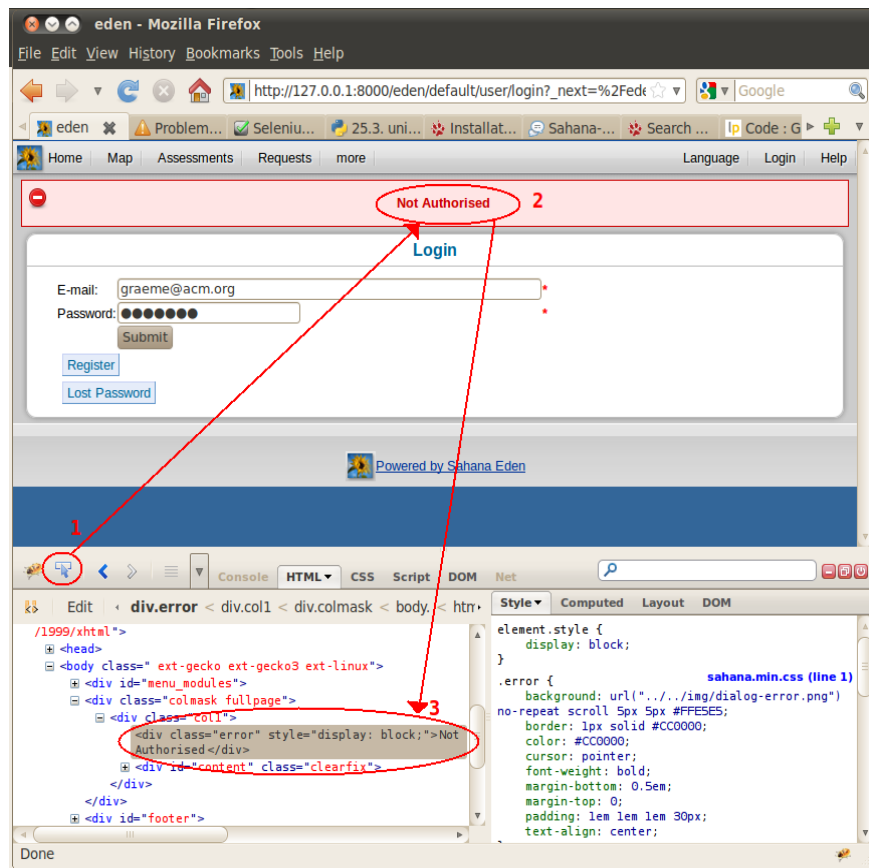 eden - Mozilla Firefox
File Edit View History Bookmarks Tools Help
http://127.0.0.1:8000/eden/default/user/login?_next=%2Fede
Google
eden
Problem...
Seleniu...
25.3. uni...
Installat...
Sahana-...
Search ...
Code : G
Home Map Assessments Requests more Language Login Help
Not Authorised 2
Login
E-mail: graeme@acm.org *
Password: ●●●●●●● *
Submit
Register
Lost Password
Powered by Sahana Eden
1
Console HTML CSS Script DOM Net
Edit div.error < div.col1 < div.colmask < body. < htm
Style Computed Layout DOM
/1999/xhtml">
<head>
<body class=" ext-gecko ext-gecko3 ext-linux">
<div id="menu_modules">
<div class="colmask fullpage">
<div class="col1">
3
<div class="error" style="display: block;">Not
Authorised</div>
<div id="content" class="clearfix">
</div>
</div>
<div id="footer">
element.style {
display: block;
}
sahana.min.css (line 1)
.error {
background: url("../../img/dialog-error.png")
no-repeat scroll 5px 5px #FFE5E5;
border: 1px solid #CC0000;
color: #CC0000;
cursor: pointer;
font-weight: bold;
margin-bottom: 0.5em;
margin-top: 0;
padding: 1em 1em 1em 30px;
text-align: center;
Done